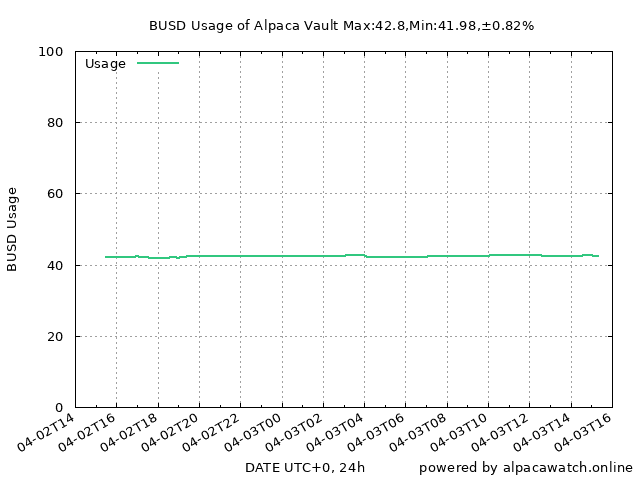 BUSD Usage of Alpaca Vault Max:42.8,Min:41.98,±0.82%
Usage
BUSD Usage
100
80
60
40
20
0
04-02T14
04-02T16
04-02T18
04-02T20
04-02T22
04-03T00
04-03T02
04-03T04
04-03T06
04-03T08
04-03T10
04-03T12
04-03T14
04-03T16
DATE UTC+0, 24h
powered by alpacawatch.online